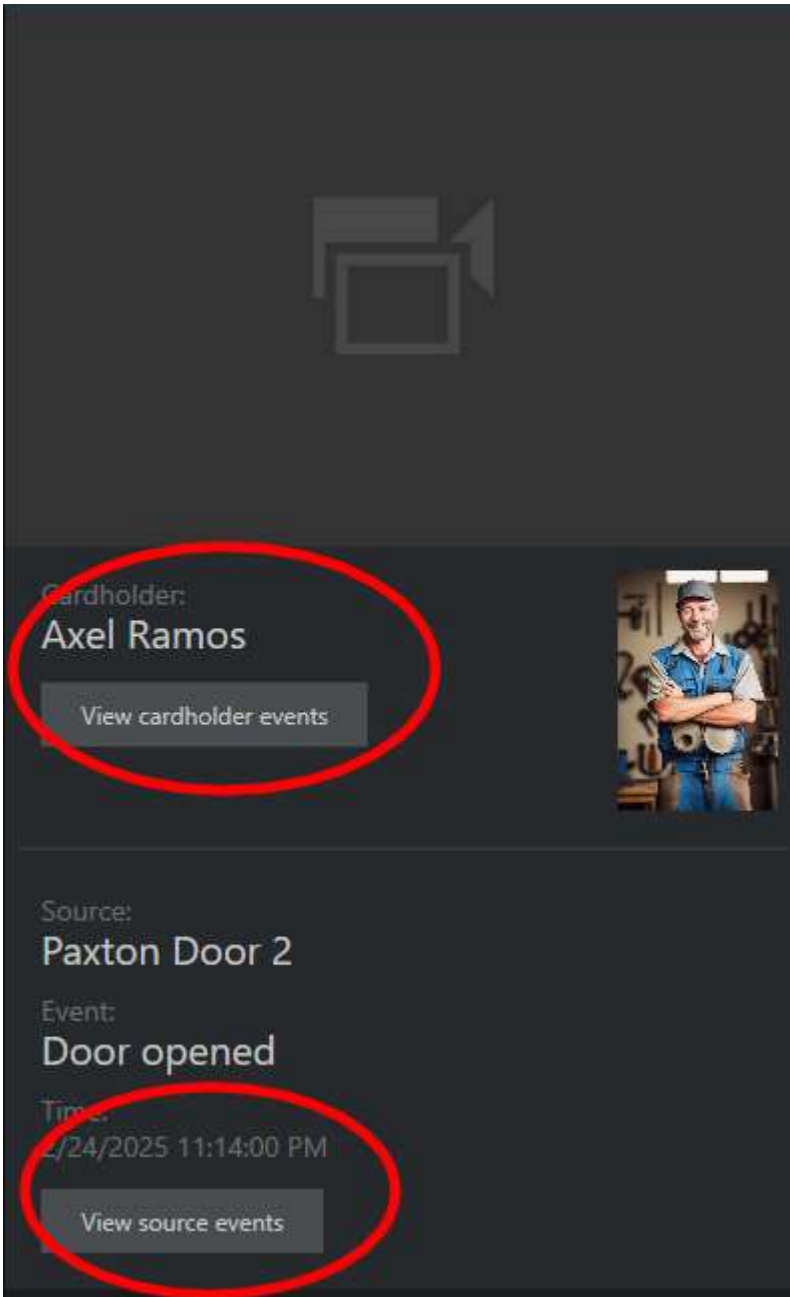 Cardholder:
Axel Ramos
View cardholder events
Source:
Paxton Door 2
Event:
Door opened
Time:
2/24/2025 11:14:00 PM
View source events